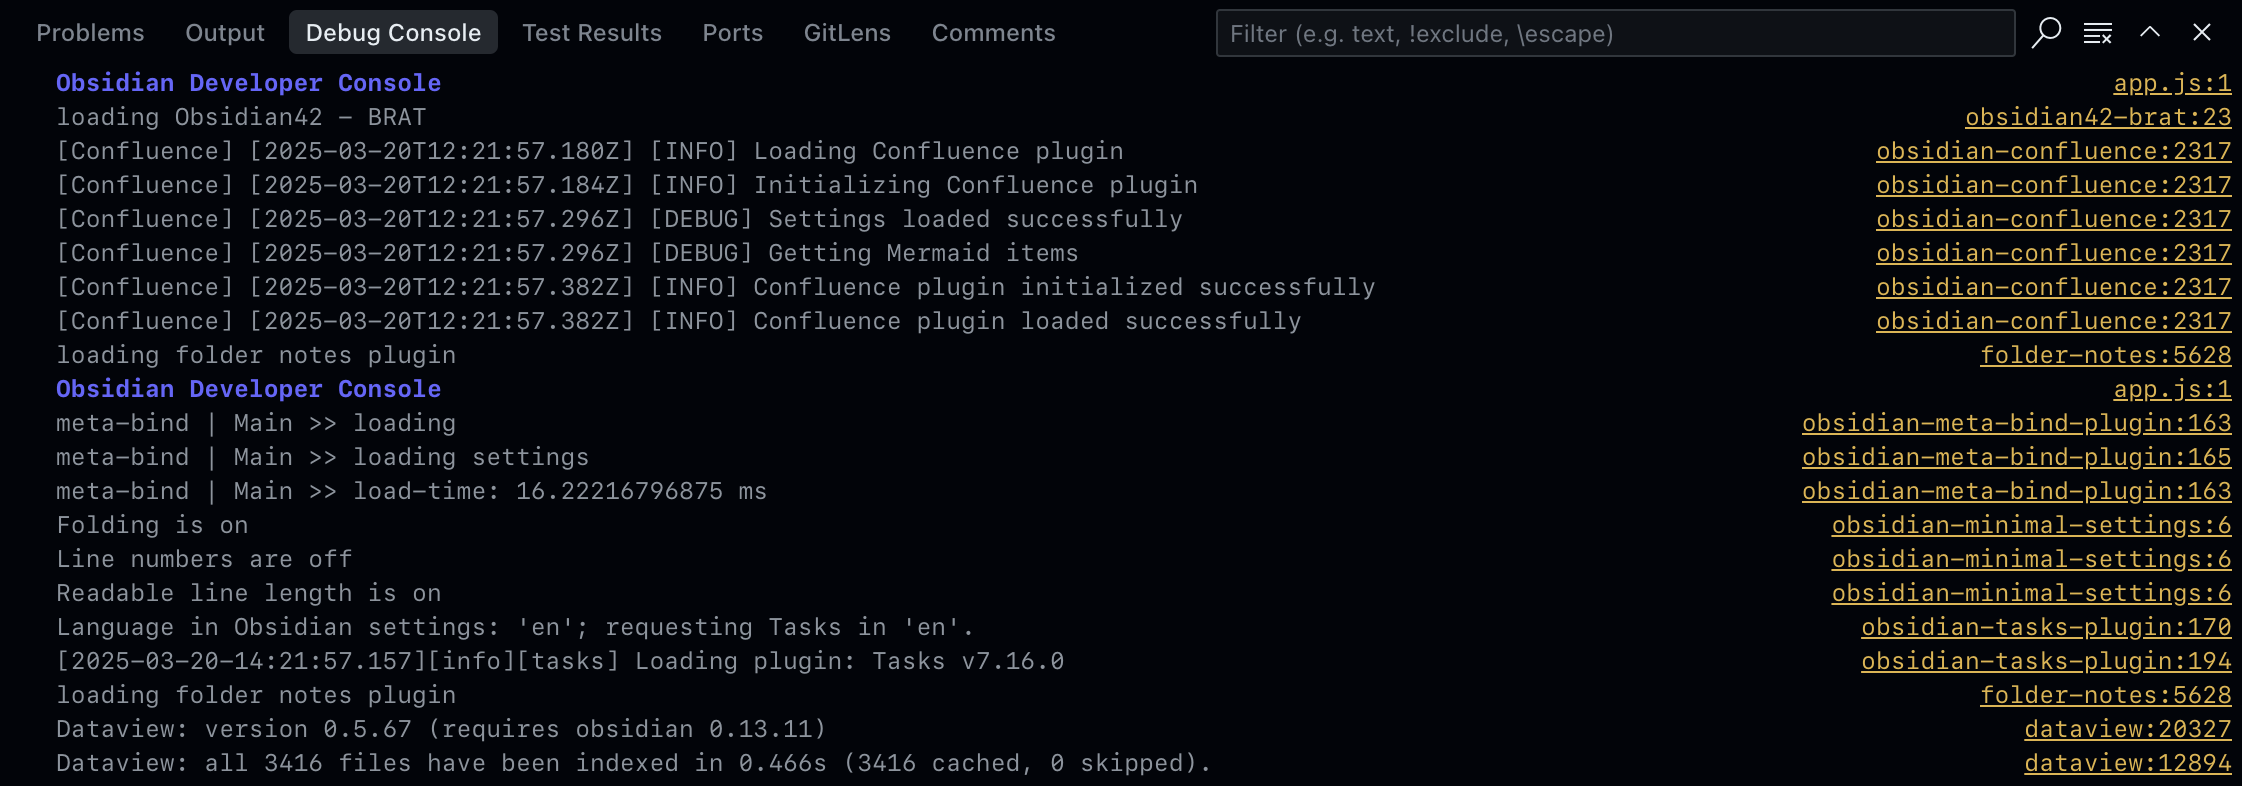 Problems Output Debug Console Test Results Ports GitLens Comments Filter (e.g. text, !exclude, \escape)
Obsidian Developer Console app.js:1
loading Obsidian42 - BRAT obsidian42-brat:23
[Confluence] [2025-03-20T12:21:57.180Z] [INFO] Loading Confluence plugin obsidian-confluence:2317
[Confluence] [2025-03-20T12:21:57.184Z] [INFO] Initializing Confluence plugin obsidian-confluence:2317
[Confluence] [2025-03-20T12:21:57.296Z] [DEBUG] Settings loaded successfully obsidian-confluence:2317
[Confluence] [2025-03-20T12:21:57.296Z] [DEBUG] Getting Mermaid items obsidian-confluence:2317
[Confluence] [2025-03-20T12:21:57.382Z] [INFO] Confluence plugin initialized successfully obsidian-confluence:2317
[Confluence] [2025-03-20T12:21:57.382Z] [INFO] Confluence plugin loaded successfully obsidian-confluence:2317
loading folder notes plugin folder-notes:5628
Obsidian Developer Console app.js:1
meta-bind | Main >> loading obsidian-meta-bind-plugin:163
meta-bind | Main >> loading settings obsidian-meta-bind-plugin:165
meta-bind | Main >> load-time: 16.22216796875 ms obsidian-meta-bind-plugin:163
Folding is on obsidian-minimal-settings:6
Line numbers are off obsidian-minimal-settings:6
Readable line length is on obsidian-minimal-settings:6
Language in Obsidian settings: 'en'; requesting Tasks in 'en'. obsidian-tasks-plugin:170
[2025-03-20-14:21:57.157][info][tasks] Loading plugin: Tasks v7.16.0 obsidian-tasks-plugin:194
loading folder notes plugin folder-notes:5628
Dataview: version 0.5.67 (requires obsidian 0.13.11) dataview:20327
Dataview: all 3416 files have been indexed in 0.466s (3416 cached, 0 skipped). dataview:12894